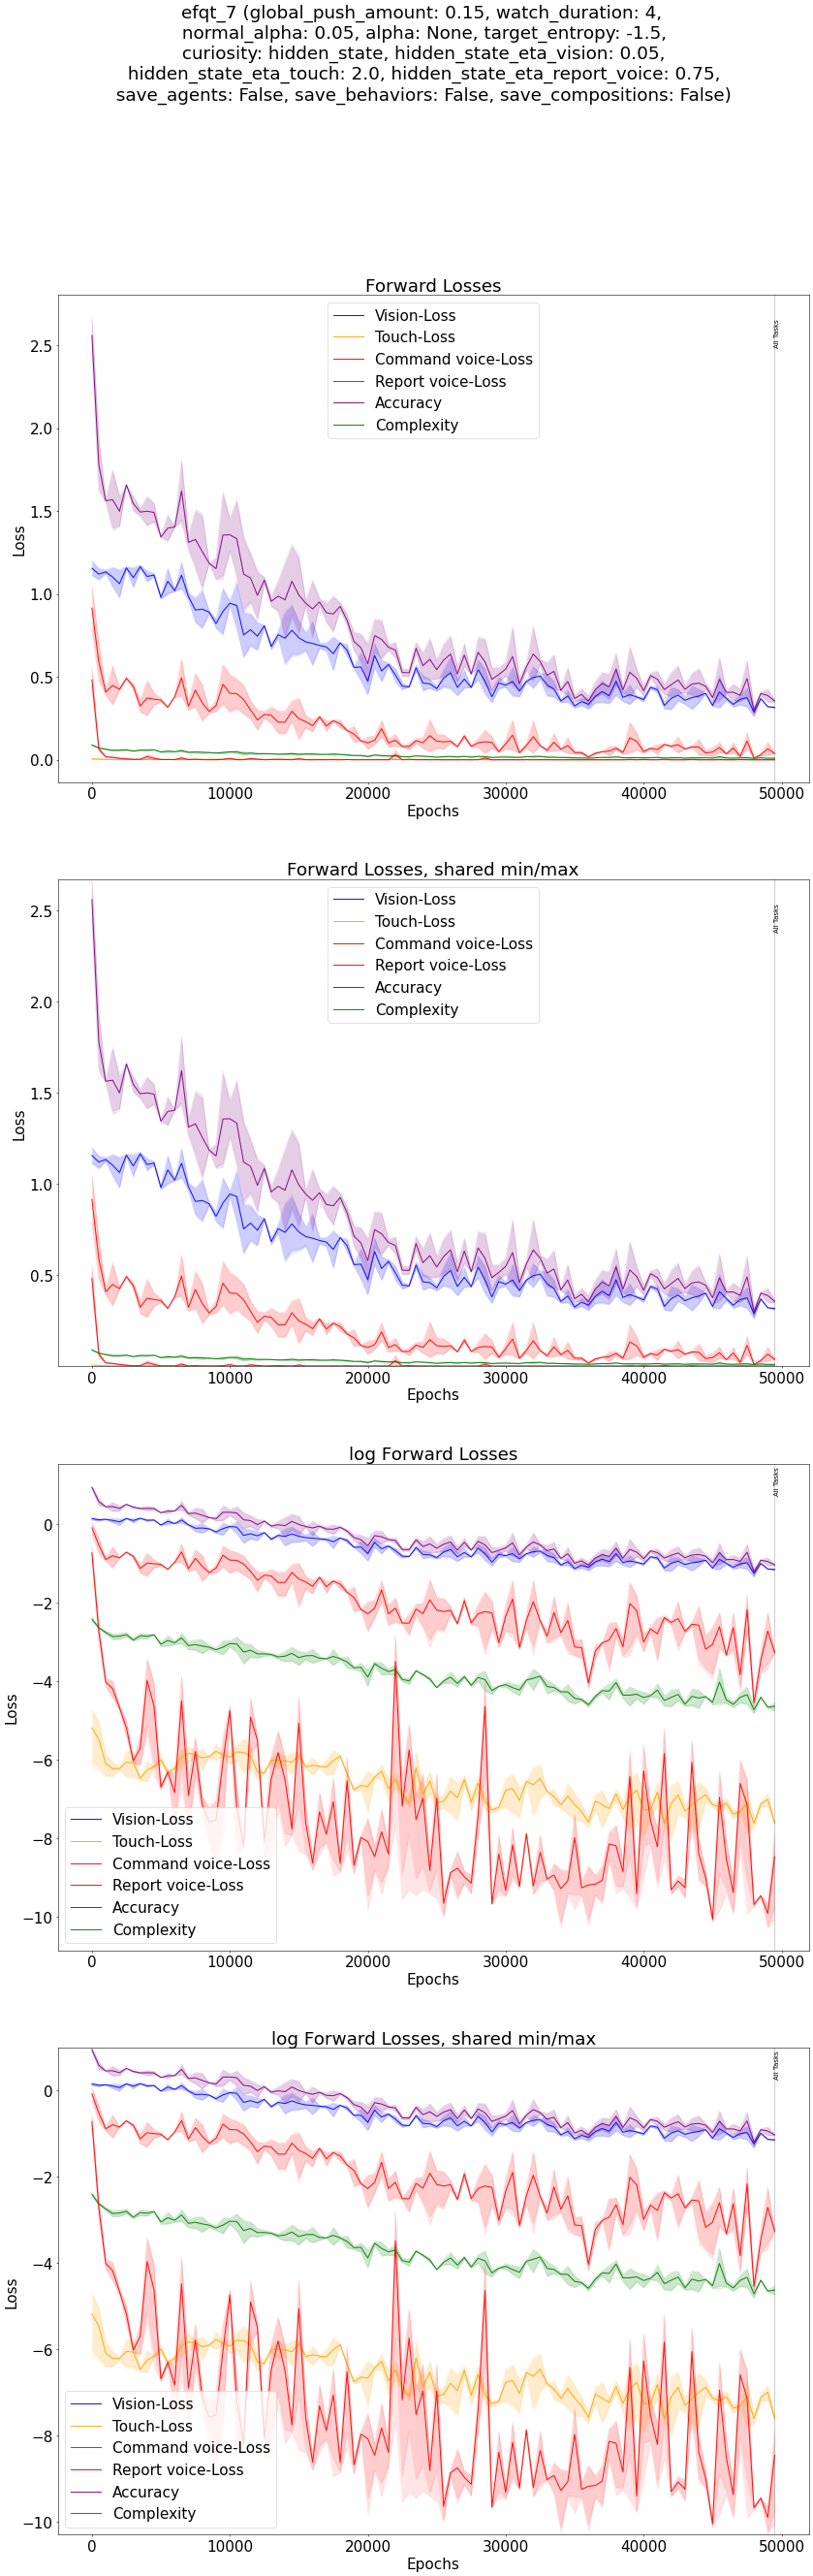 efqt_7 (global_push_amount: 0.15, watch_duration: 4,
normal_alpha: 0.05, alpha: None, target_entropy: -1.5,
curiosity: hidden_state, hidden_state_eta_vision: 0.05,
hidden_state_eta_touch: 2.0, hidden_state_eta_report_voice: 0.75,
save_agents: False, save_behaviors: False, save_compositions: False)
Forward Losses
Vision-Loss
Touch-Loss
Command voice-Loss
Report voice-Loss
Accuracy
Complexity
All Tasks
2.5
2.0
1.5
1.0
0.5
0.0
Loss
0 10000 20000 30000 40000 50000
Epochs
Forward Losses, shared min/max
Vision-Loss
Touch-Loss
Command voice-Loss
Report voice-Loss
Accuracy
Complexity
All Tasks
2.5
2.0
1.5
1.0
0.5
Loss
0 10000 20000 30000 40000 50000
Epochs
log Forward Losses
All Tasks
0
−2
−4
−6
−8
−10
Loss
Vision-Loss
Touch-Loss
Command voice-Loss
Report voice-Loss
Accuracy
Complexity
0 10000 20000 30000 40000 50000
Epochs
log Forward Losses, shared min/max
All Tasks
0
−2
−4
−6
−8
−10
Loss
Vision-Loss
Touch-Loss
Command voice-Loss
Report voice-Loss
Accuracy
Complexity
0 10000 20000 30000 40000 50000
Epochs